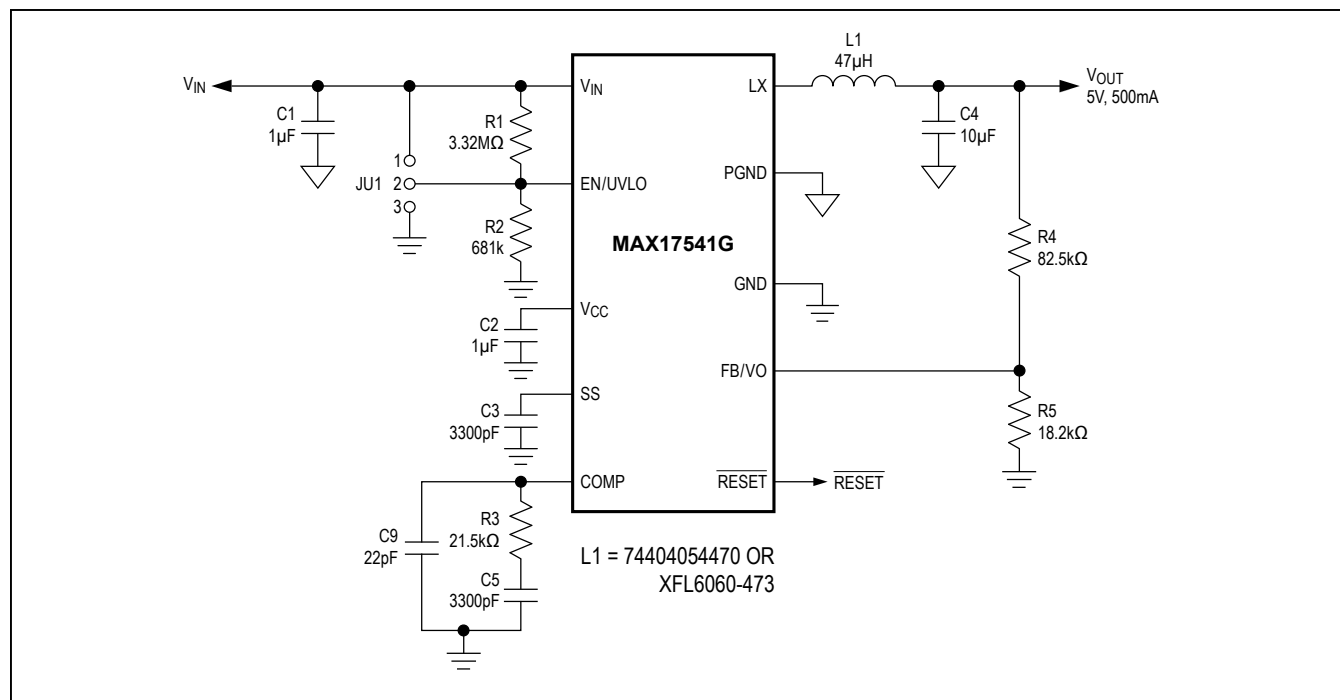 VIN
C1
1µF
JU1
1
2
3
R1
3.32MΩ
R2
681k
C2
1µF
C3
3300pF
C9
22pF
R3
21.5kΩ
C5
3300pF
VIN
EN/UVLO
VCC
SS
COMP
MAX17541G
LX
PGND
GND
FB/VO
RESET
RESET
L1
47µH
C4
10µF
VOUT
5V, 500mA
R4
82.5kΩ
R5
18.2kΩ
L1 = 74404054470 OR
XFL6060-473